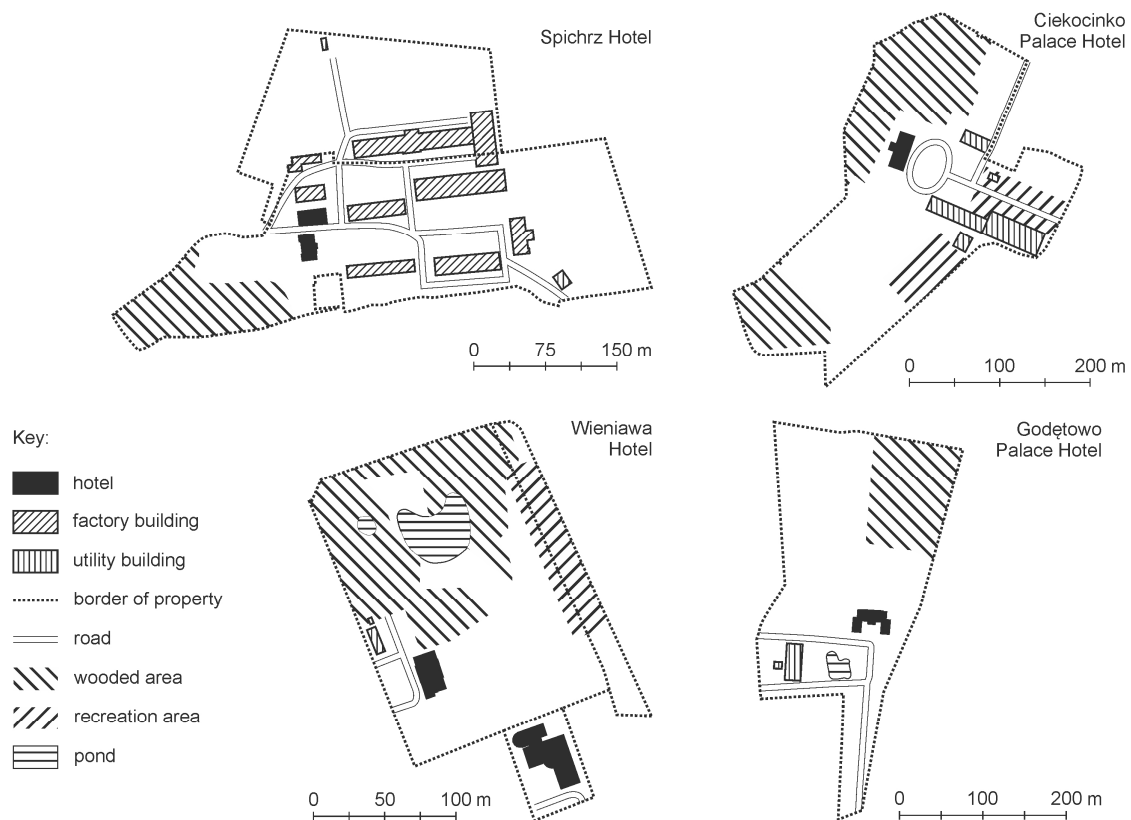 Spichrz Hotel
Ciekocinko
Palace Hotel
0 75 150 m
0 100 200 m
Key:
hotel
factory building
utility building
border of property
road
wooded area
recreation area
pond
Wieniawa
Hotel
Godętowo
Palace Hotel
0 50 100 m
0 100 200 m